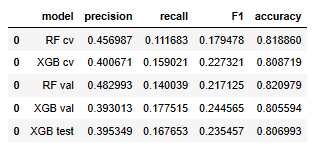 model precision recall F1 accuracy
0 RF cv 0.456987 0.111683 0.179478 0.818860
0 XGB cv 0.400671 0.159021 0.227321 0.808719
0 RF val 0.482993 0.140039 0.217125 0.820979
0 XGB val 0.393013 0.177515 0.244565 0.805594
0 XGB test 0.395349 0.167653 0.235457 0.806993